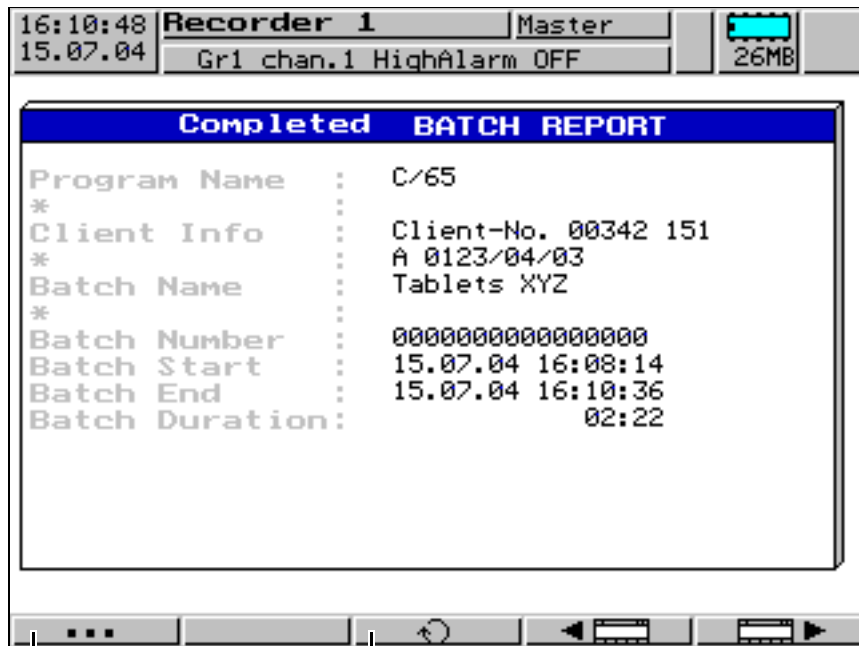 16:10:48 Recorder 1 Master
15.07.04 Gr1 chan.1 HighAlarm OFF 26MB
Completed BATCH REPORT
Program Name : C/65
* :
Client Info : Client-No. 00342 151
* : A 0123/04/03
Batch Name : Tablets XYZ
* :
Batch Number : 0000000000000000
Batch Start : 15.07.04 16:08:14
Batch End : 15.07.04 16:10:36
Batch Duration: 02:22
...